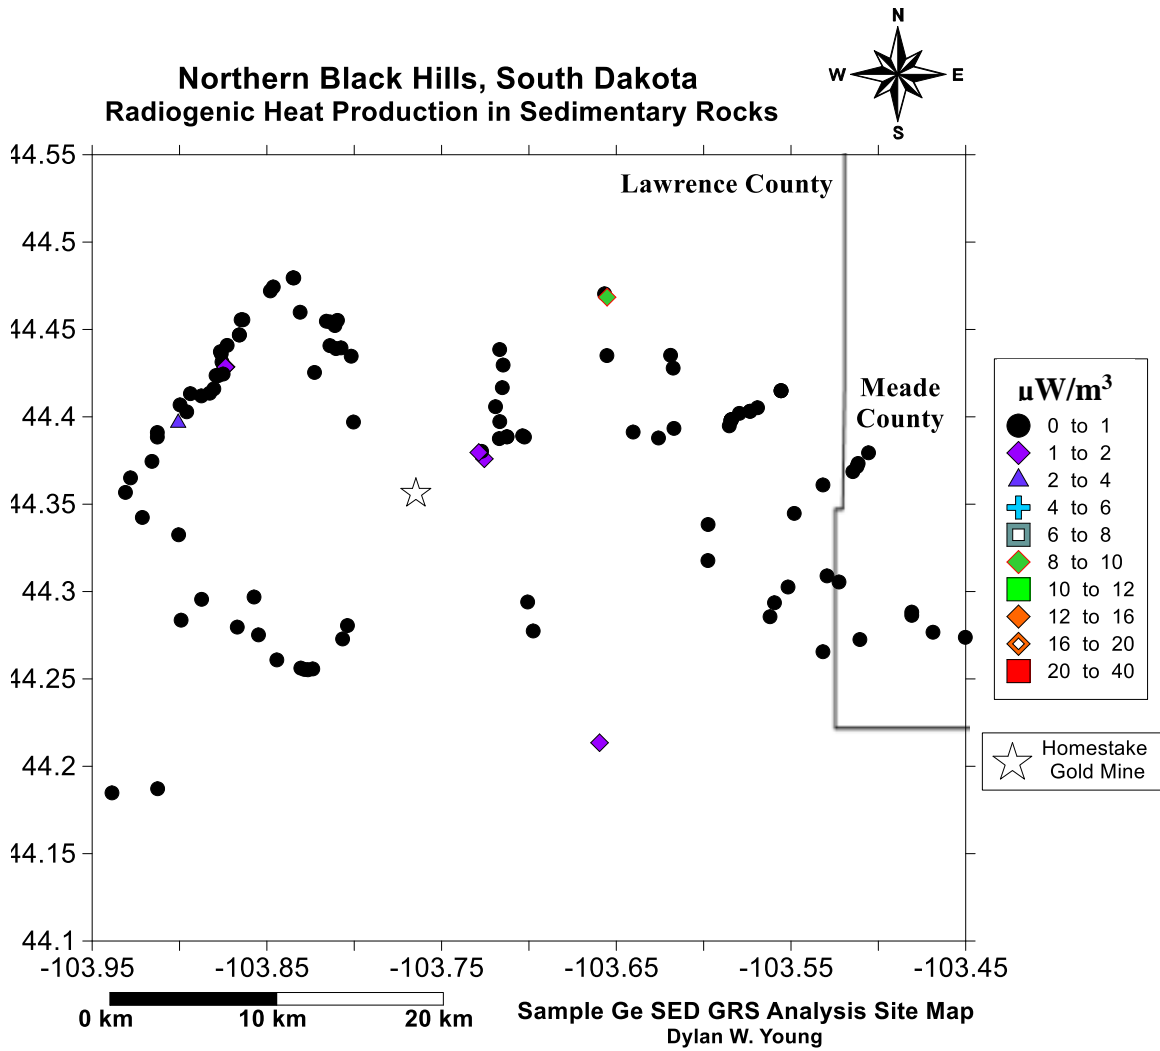 N
W E
S
Northern Black Hills, South Dakota
Radiogenic Heat Production in Sedimentary Rocks
44.55
44.5
44.45
44.4
44.35
44.3
44.25
44.2
44.15
44.1
Lawrence County
Meade
County
µW/m³
0 to 1
1 to 2
2 to 4
4 to 6
6 to 8
8 to 10
10 to 12
12 to 16
16 to 20
20 to 40
Homestake
Gold Mine
-103.95 -103.85 -103.75 -103.65 -103.55 -103.45
0 km 10 km 20 km
Sample Ge SED GRS Analysis Site Map
Dylan W. Young